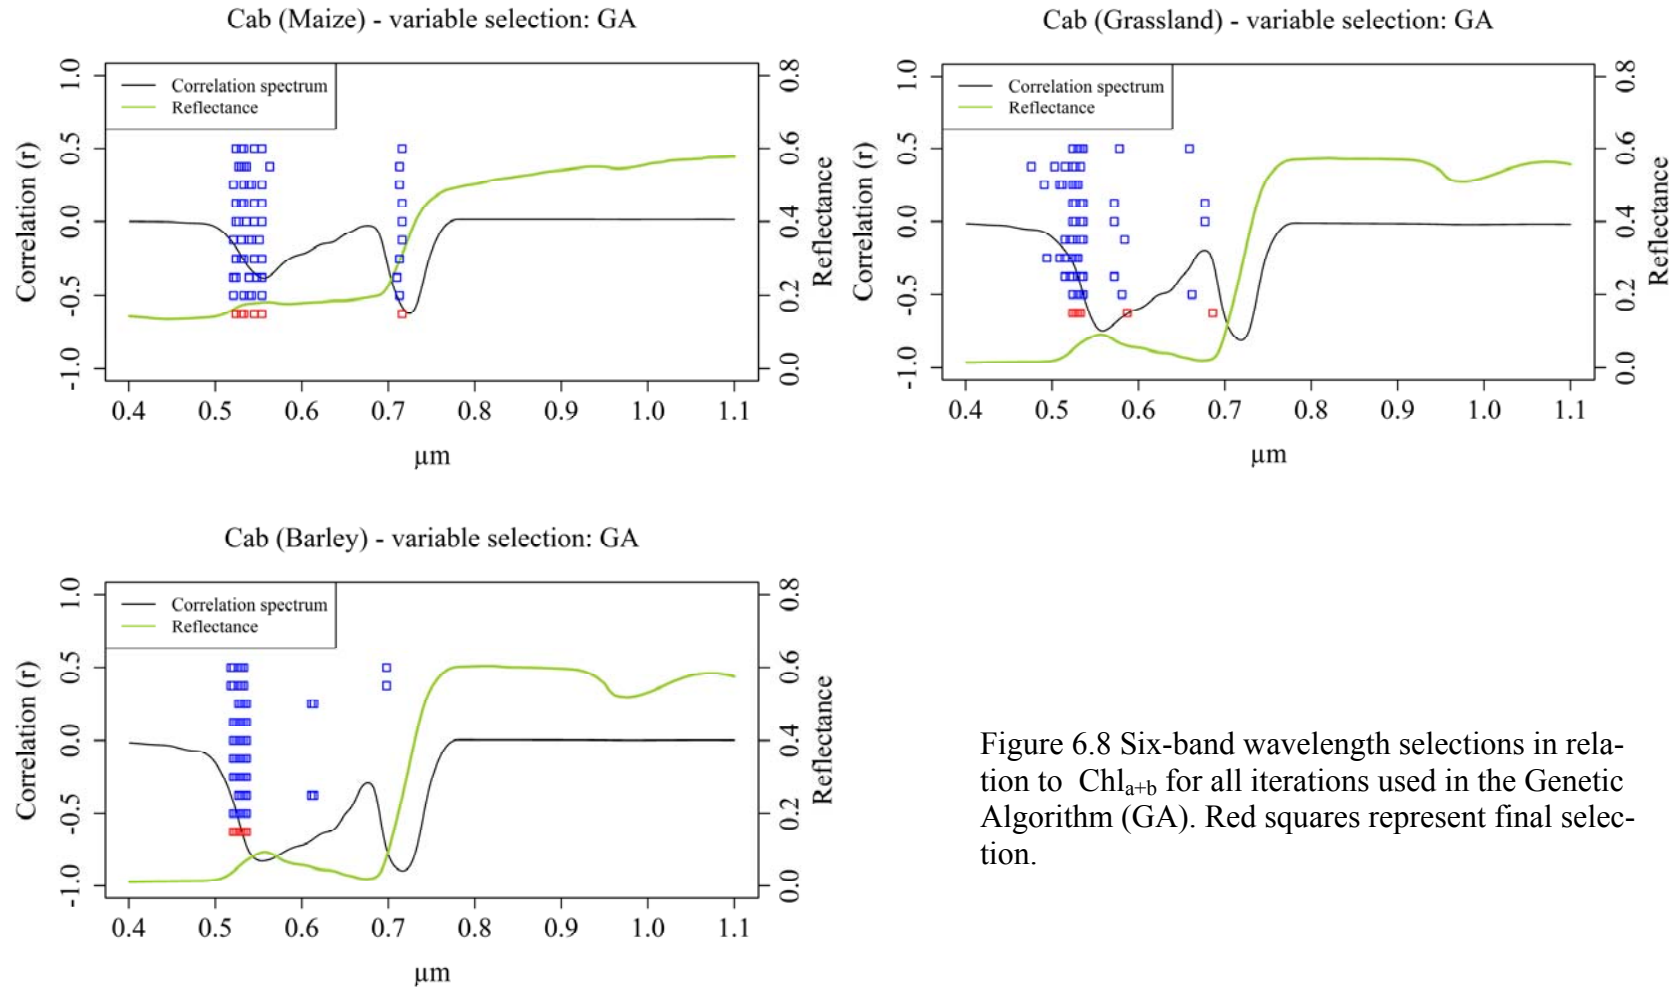 Cab (Maize) - variable selection: GA
Correlation spectrum
Reflectance
Correlation (r)
1.0
0.5
0.0
-0.5
-1.0
Reflectance
0.8
0.6
0.4
0.2
0.0
0.4 0.5 0.6 0.7 0.8 0.9 1.0 1.1
µm
Cab (Grassland) - variable selection: GA
Correlation spectrum
Reflectance
Correlation (r)
1.0
0.5
0.0
-0.5
-1.0
Reflectance
0.8
0.6
0.4
0.2
0.0
0.4 0.5 0.6 0.7 0.8 0.9 1.0 1.1
µm
Cab (Barley) - variable selection: GA
Correlation spectrum
Reflectance
Correlation (r)
1.0
0.5
0.0
-0.5
-1.0
Reflectance
0.8
0.6
0.4
0.2
0.0
0.4 0.5 0.6 0.7 0.8 0.9 1.0 1.1
µm
Figure 6.8 Six-band wavelength selections in rela-
tion to Chla+b for all iterations used in the Genetic
Algorithm (GA). Red squares represent final selec-
tion.